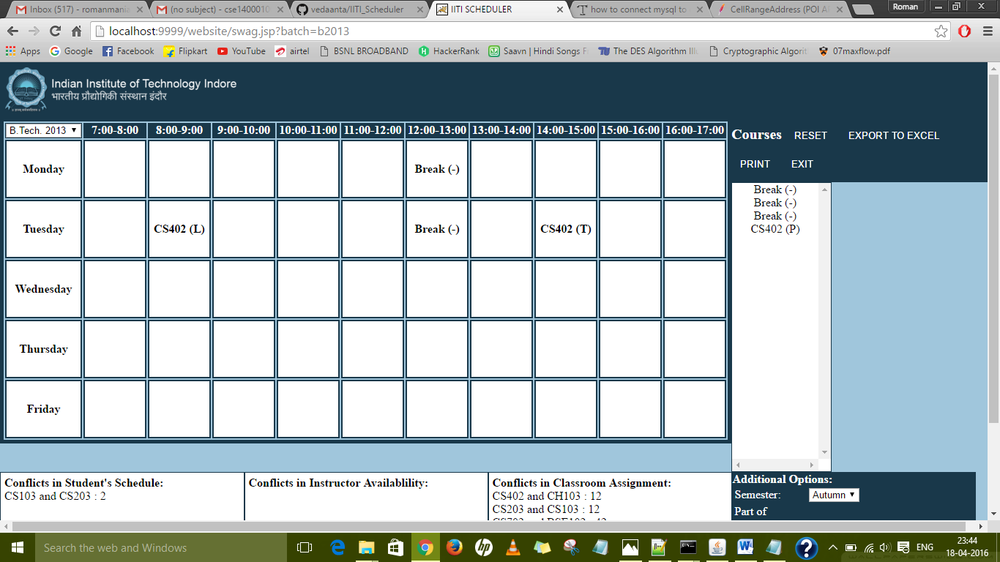 Inbox (517) - romanmania
(no subject) - cse1400010
vedaanta/IITI_Scheduler
IITI SCHEDULER
how to connect mysql to
CellRangeAddress (POI A
Roman
localhost:9999/website/swag.jsp?batch=b2013
Apps
Google
Facebook
Flipkart
YouTube
airtel
BSNL BROADBAND
HackerRank
Saavn | Hindi Songs F
The DES Algorithm Illu
Cryptographic Algorit
07maxflow.pdf
Indian Institute of Technology Indore
भारतीय प्रौद्योगिकी संस्थान इंदौर
B.Tech. 2013 7:00-8:00 8:00-9:00 9:00-10:00 10:00-11:00 11:00-12:00 12:00-13:00 13:00-14:00 14:00-15:00 15:00-16:00 16:00-17:00
Monday Break (-)
Tuesday CS402 (L) Break (-) CS402 (T)
Wednesday
Thursday
Friday
Courses RESET EXPORT TO EXCEL
PRINT EXIT
Break (-)
Break (-)
Break (-)
CS402 (P)
Conflicts in Student's Schedule:
CS103 and CS203 : 2
Conflicts in Instructor Availablility:
Conflicts in Classroom Assignment:
CS402 and CH103 : 12
CS203 and CS103 : 12
Additional Options:
Semester: Autumn
Part of
Search the web and Windows
ENG
23:44
18-04-2016